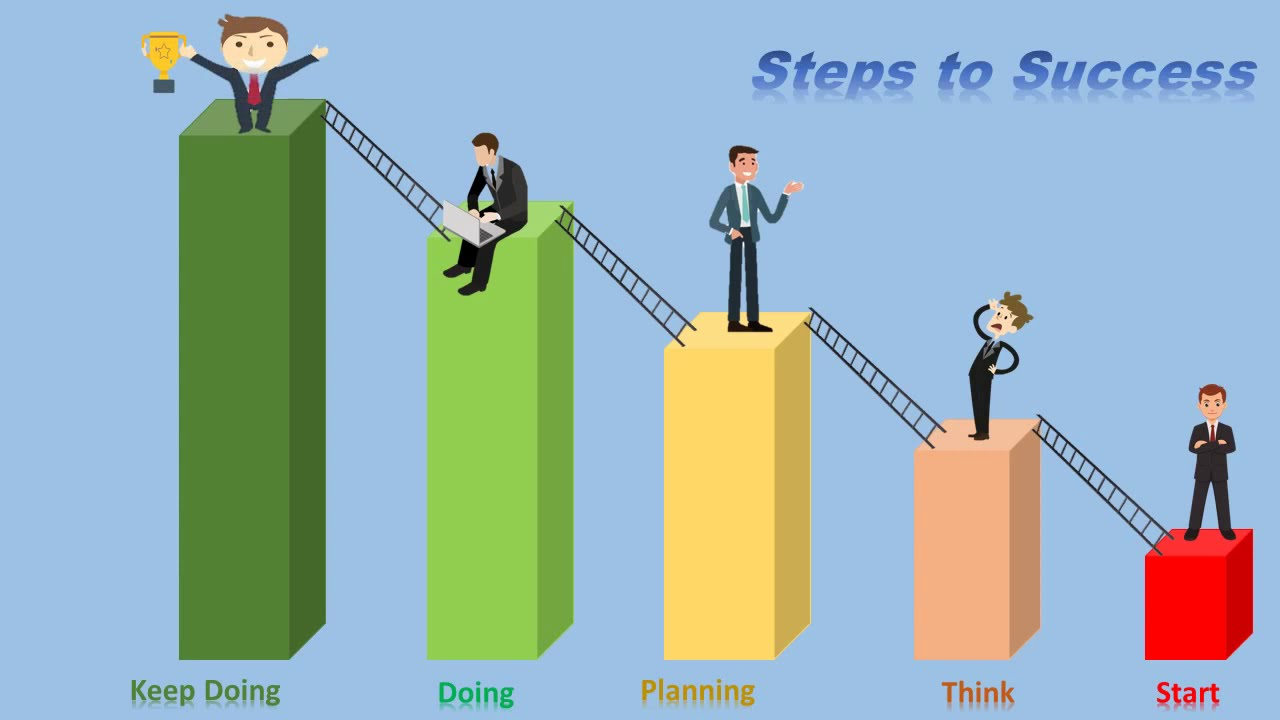 Steps to Success
Keep Doing
Doing
Planning
Think
Start